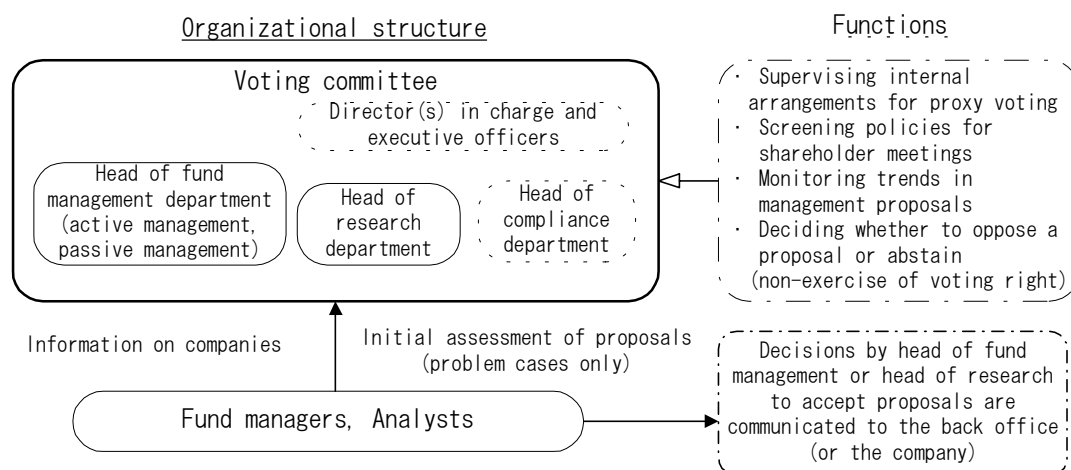 Organizational structure
Functions
Voting committee
Director(s) in charge and
executive officers
Head of fund
management department
(active management,
passive management)
Head of
research
department
Head of
compliance
department
· Supervising internal
arrangements for proxy voting
· Screening policies for
shareholder meetings
· Monitoring trends in
management proposals
· Deciding whether to oppose a
proposal or abstain
(non-exercise of voting right)
Information on companies
Initial assessment of proposals
(problem cases only)
Fund managers, Analysts
Decisions by head of fund
management or head of research
to accept proposals are
communicated to the back office
(or the company)